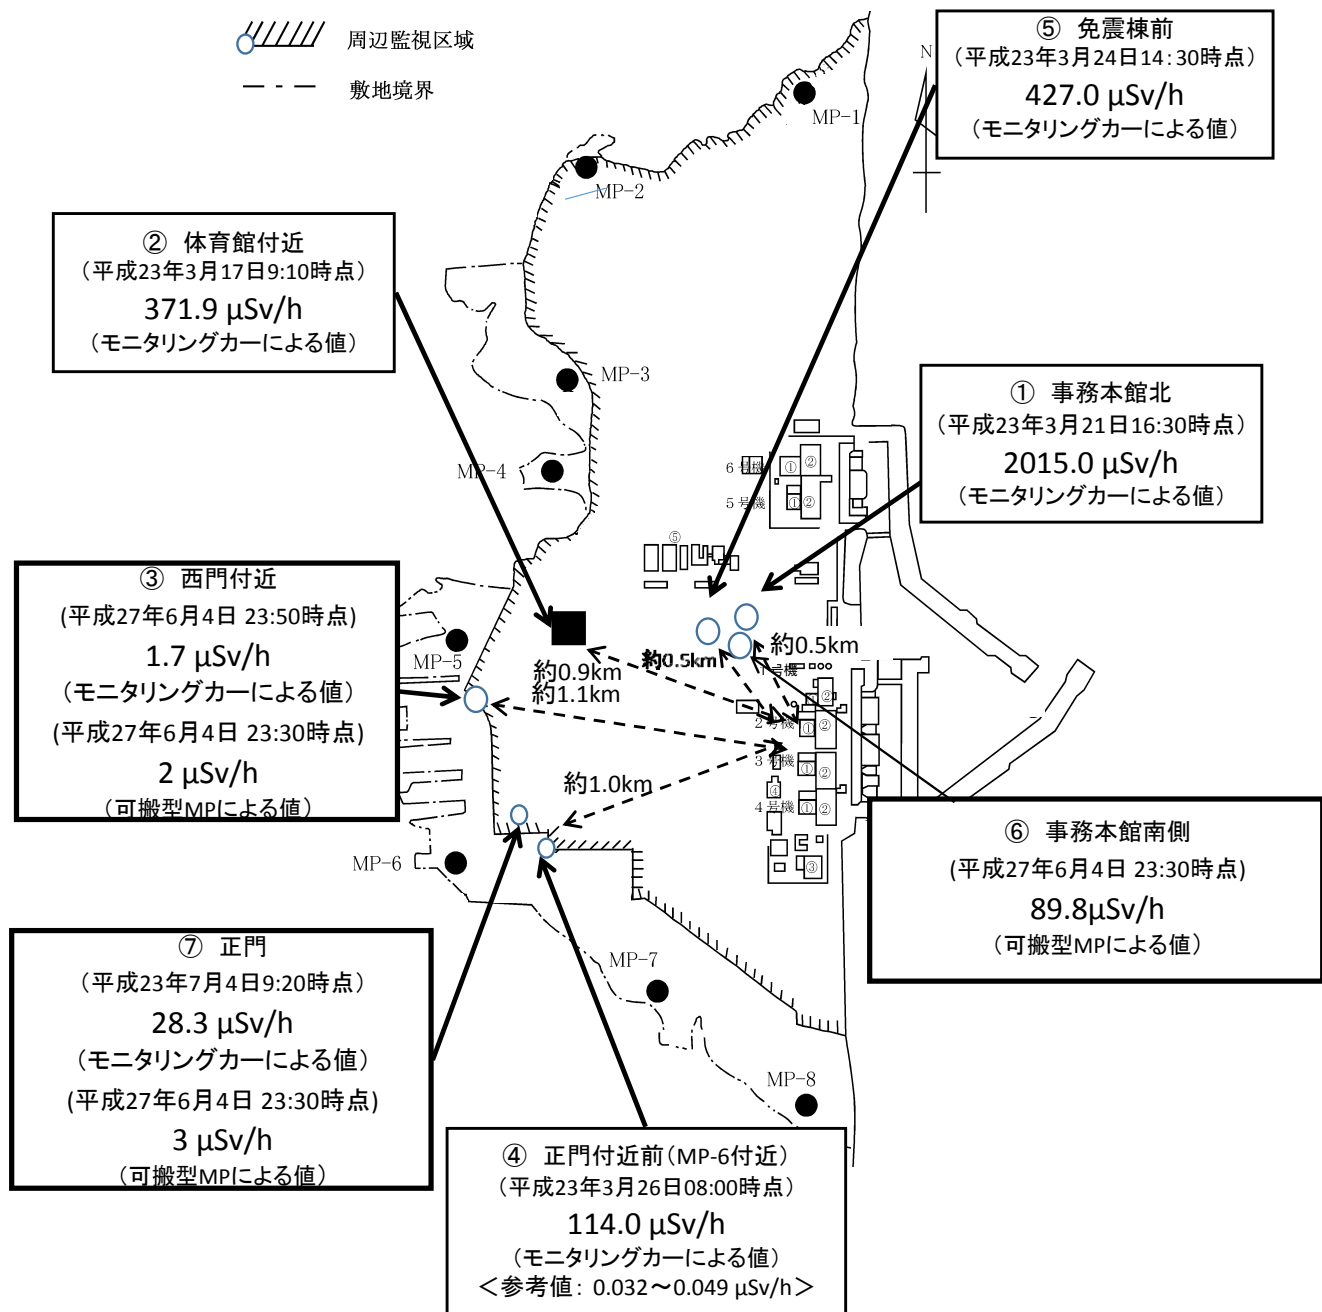 周辺監視区域
敷地境界
N
⑤ 免震棟前
（平成23年3月24日14：30時点）
427.0 μSv/h
（モニタリングカーによる値）
MP-1
MP-2
② 体育館付近
（平成23年3月17日9:10時点）
371.9 μSv/h
（モニタリングカーによる値）
MP-3
① 事務本館北
（平成23年3月21日16:30時点）
2015.0 μSv/h
（モニタリングカーによる値）
MP-4
6号機
①
②
5号機
①
②
⑤
③ 西門付近
(平成27年6月4日 23:50時点)
1.7 μSv/h
（モニタリングカーによる値）
(平成27年6月4日 23:30時点)
2 μSv/h
（可搬型MPによる値）
MP-5
約0.9km
約1.1km
約0.5km
約0.5km
1号機
②
2号機
①
②
3号機
①
②
④
4号機
①
②
③
約1.0km
MP-6
⑥ 事務本館南側
(平成27年6月4日 23:30時点)
89.8μSv/h
（可搬型MPによる値）
⑦ 正門
（平成23年7月4日9:20時点）
28.3 μSv/h
（モニタリングカーによる値）
(平成27年6月4日 23:30時点)
3 μSv/h
（可搬型MPによる値）
MP-7
MP-8
④ 正門付近前（MP-6付近）
（平成23年3月26日08:00時点）
114.0 μSv/h
（モニタリングカーによる値）
＜参考値：0.032～0.049 μSv/h＞